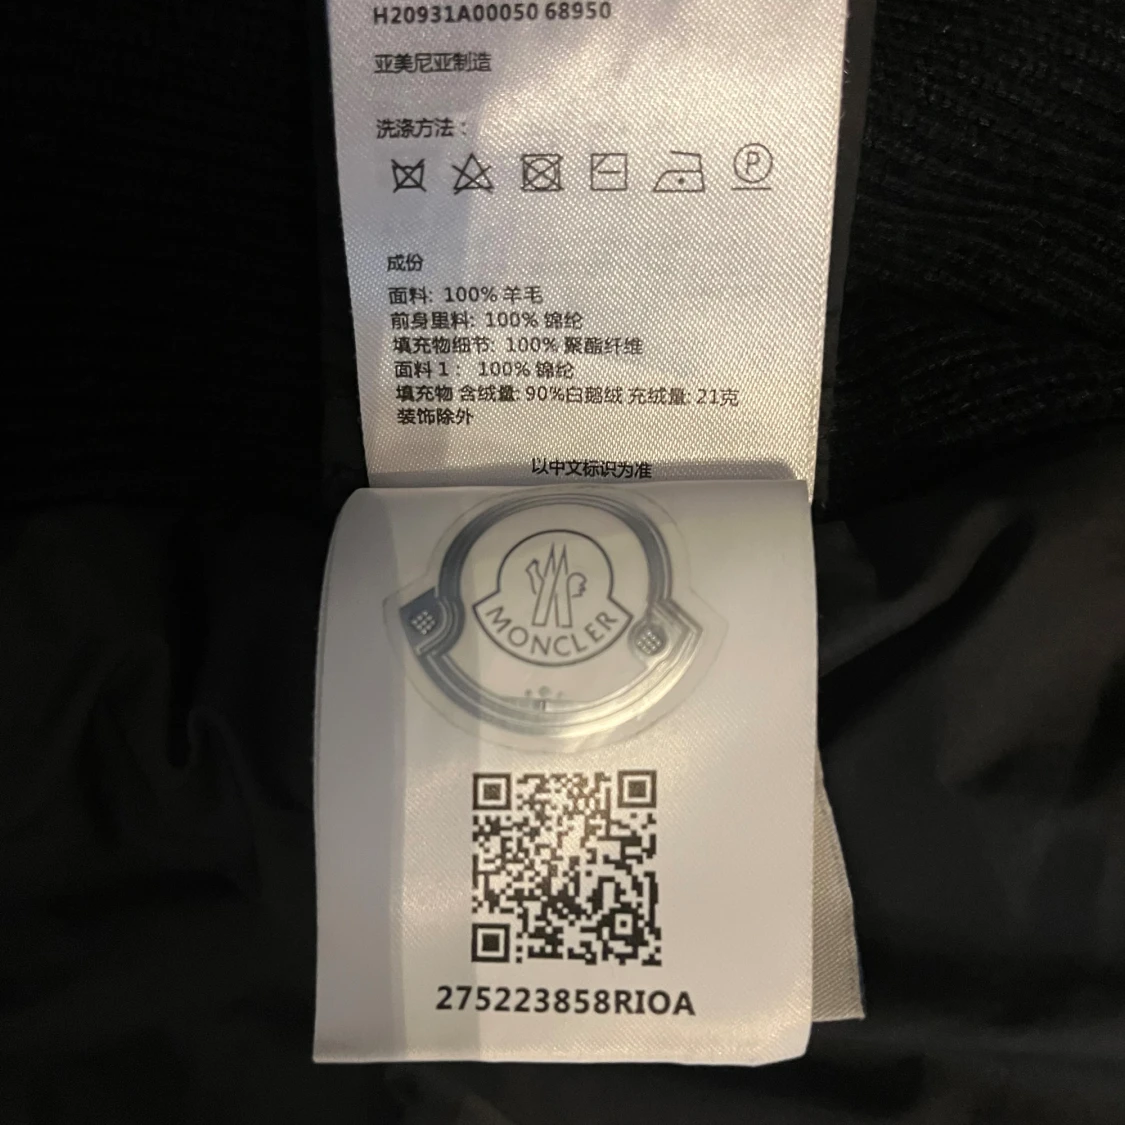 H20931A00050 68950
亚美尼亚制造
洗涤方法：
P
成份
面料: 100% 羊毛
前身里料: 100% 锦纶
填充物细节: 100% 聚酯纤维
面料 1： 100% 锦纶
填充物 含绒量: 90%白鹅绒 充绒量: 21克
装饰除外
以中文标识为准
MONCLER
275223858RIOA